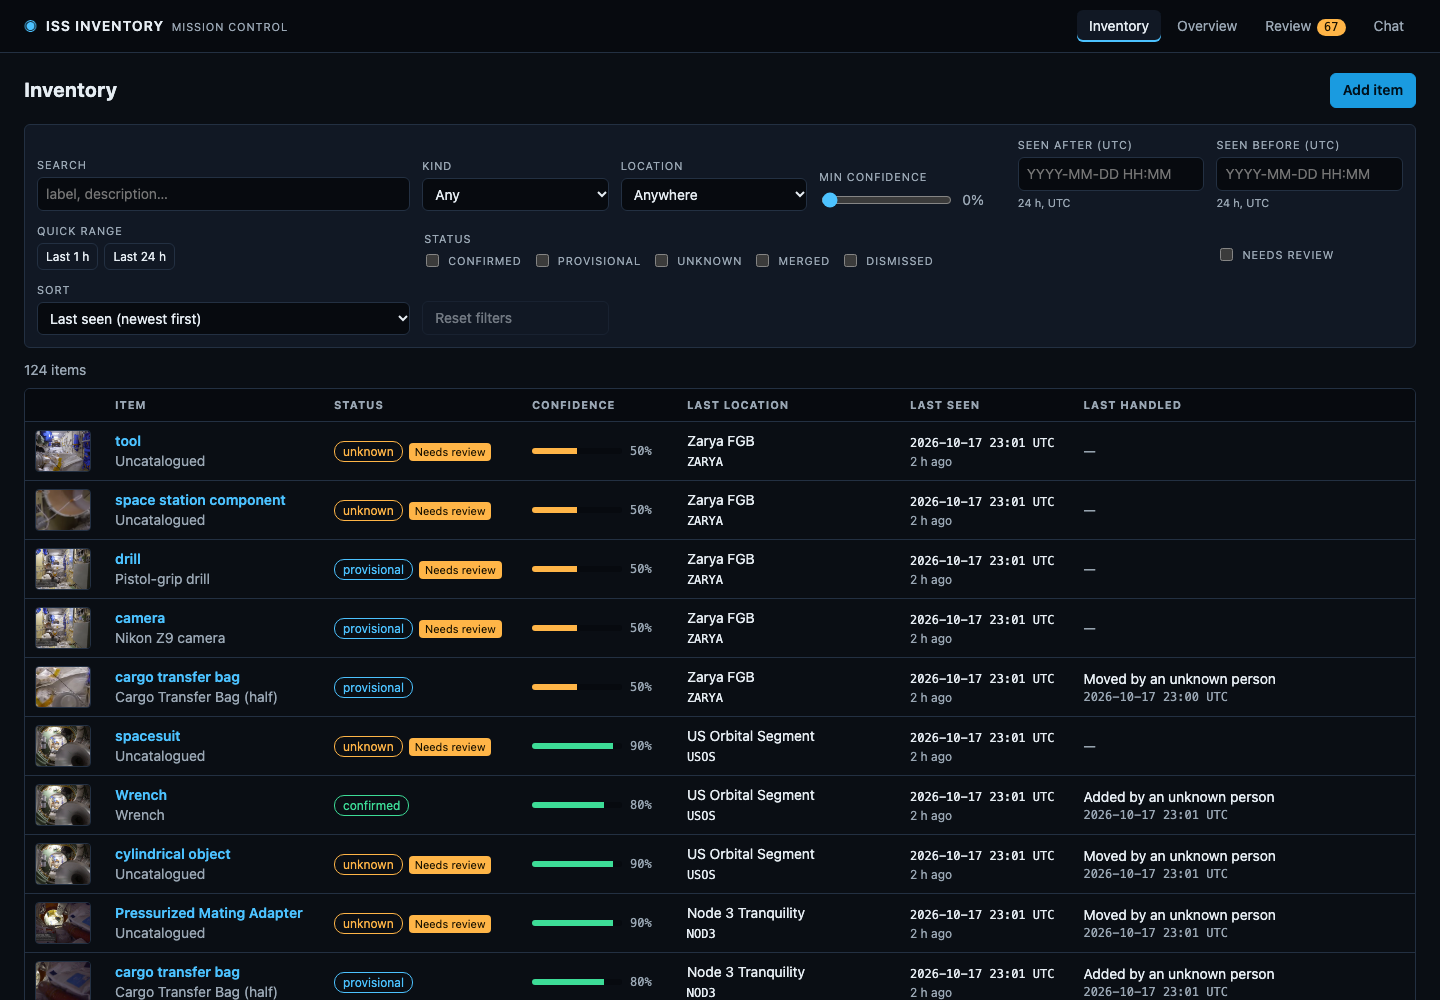 ISS INVENTORY MISSION CONTROL
Inventory
Overview
Review 67
Chat
Inventory
Add item
SEARCH
label, description...
KIND
Any
LOCATION
Anywhere
MIN CONFIDENCE
0%
SEEN AFTER (UTC)
YYYY-MM-DD HH:MM
24 h, UTC
SEEN BEFORE (UTC)
YYYY-MM-DD HH:MM
24 h, UTC
QUICK RANGE
Last 1 h
Last 24 h
STATUS
CONFIRMED
PROVISIONAL
UNKNOWN
MERGED
DISMISSED
NEEDS REVIEW
SORT
Last seen (newest first)
Reset filters
124 items
ITEM STATUS CONFIDENCE LAST LOCATION LAST SEEN LAST HANDLED
tool unknown Needs review 50% Zarya FGB 2026-10-17 23:01 UTC —
Uncatalogued ZARYA 2 h ago
space station component unknown Needs review 50% Zarya FGB 2026-10-17 23:01 UTC —
Uncatalogued ZARYA 2 h ago
drill provisional Needs review 50% Zarya FGB 2026-10-17 23:01 UTC —
Pistol-grip drill ZARYA 2 h ago
camera provisional Needs review 50% Zarya FGB 2026-10-17 23:01 UTC —
Nikon Z9 camera ZARYA 2 h ago
cargo transfer bag provisional 50% Zarya FGB 2026-10-17 23:01 UTC Moved by an unknown person
Cargo Transfer Bag (half) ZARYA 2 h ago 2026-10-17 23:00 UTC
spacesuit unknown Needs review 90% US Orbital Segment 2026-10-17 23:01 UTC —
Uncatalogued USOS 2 h ago
Wrench confirmed 80% US Orbital Segment 2026-10-17 23:01 UTC Added by an unknown person
Wrench USOS 2 h ago 2026-10-17 23:01 UTC
cylindrical object unknown Needs review 90% US Orbital Segment 2026-10-17 23:01 UTC Moved by an unknown person
Uncatalogued USOS 2 h ago 2026-10-17 23:01 UTC
Pressurized Mating Adapter unknown Needs review 90% Node 3 Tranquility 2026-10-17 23:01 UTC Moved by an unknown person
Uncatalogued NOD3 2 h ago 2026-10-17 23:01 UTC
cargo transfer bag provisional 80% Node 3 Tranquility 2026-10-17 23:01 UTC Added by an unknown person
Cargo Transfer Bag (half) NOD3 2 h ago 2026-10-17 23:01 UTC